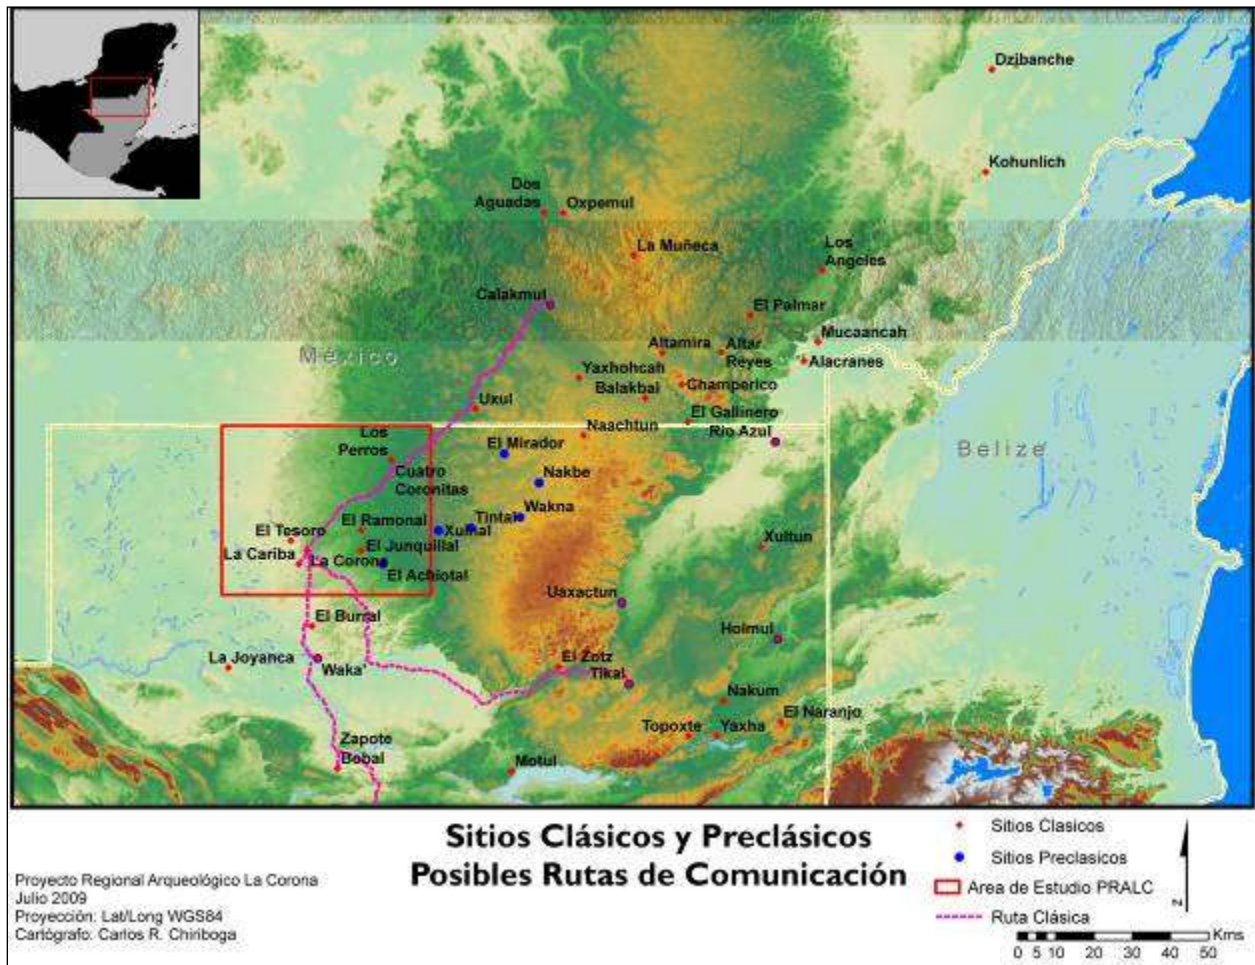 Dzibanche
Kohunlich
Dos
Aguadas
Oxpemul
La Muñeca
Los
Angeles
Calakmul
El Palmar
Mucaancah
México
Altamira
Altar
Reyes
Alacranes
Yaxhohcah
Balakbal
Champerico
Uxul
El Gallinero
Naachtun
Rio Azul
Los
Perros
El Mirador
Belize
Cuatro
Coronitas
Nakbe
Wakna
El Tesoro
El Ramonal
Xulnal
Tintal
La Cariba
El Junquillal
La Corona
El Achiotal
Xultun
Uaxactun
El Burral
Holmul
La Joyanca
Waka'
El Zotz
Tikal
Nakum
Topoxte
Yaxha
El Naranjo
Zapote
Bobal
Motul
Sitios Clásicos y Preclásicos
Posibles Rutas de Comunicación
Proyecto Regional Arqueológico La Corona
Julio 2009
Proyección: Lat/Long WGS84
Cartógrafo: Carlos R. Chiriboga
Sitios Clasicos
Sitios Preclasicos
Area de Estudio PRALC
Ruta Clásica
N
Kms
0 5 10 20 30 40 50